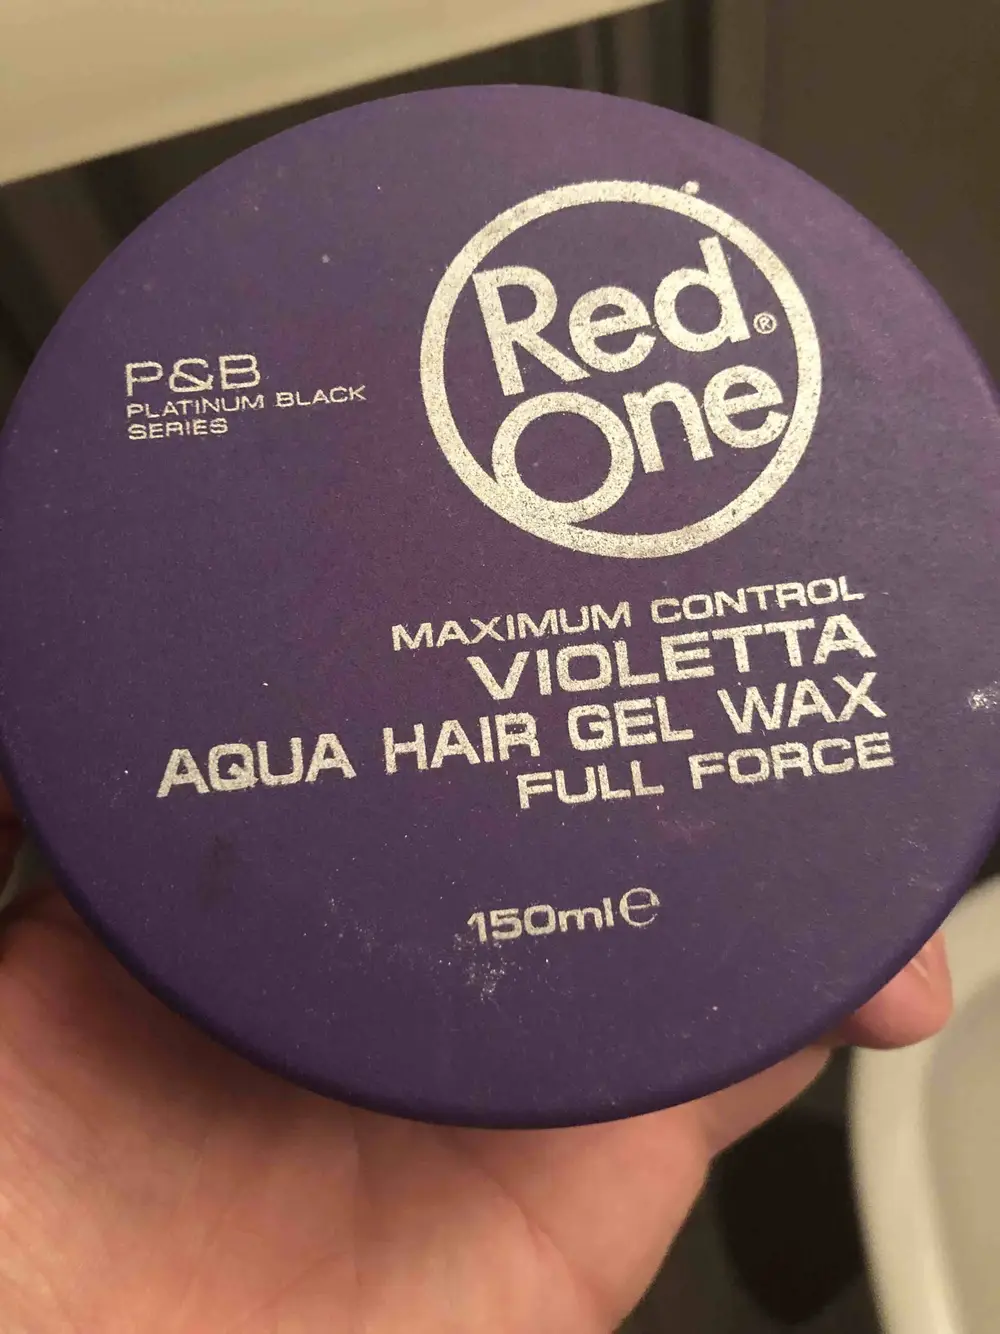 Red
One®
P&B
PLATINUM BLACK
SERIES
MAXIMUM CONTROL
VIOLETTA
AQUA HAIR GEL WAX
FULL FORCE
150ml℮